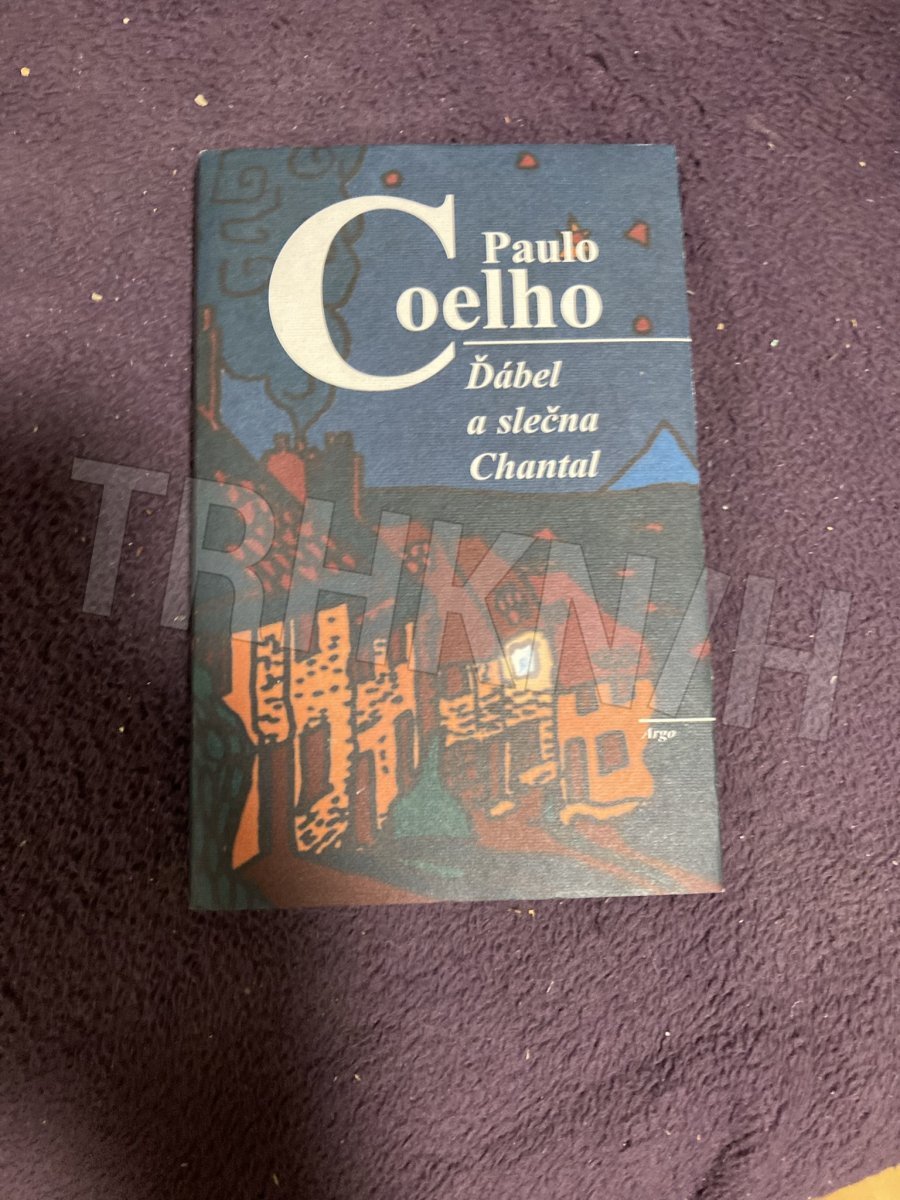 Paulo
Coelho
Ďábel
a slečna
Chantal
TRHKNIH
Argo